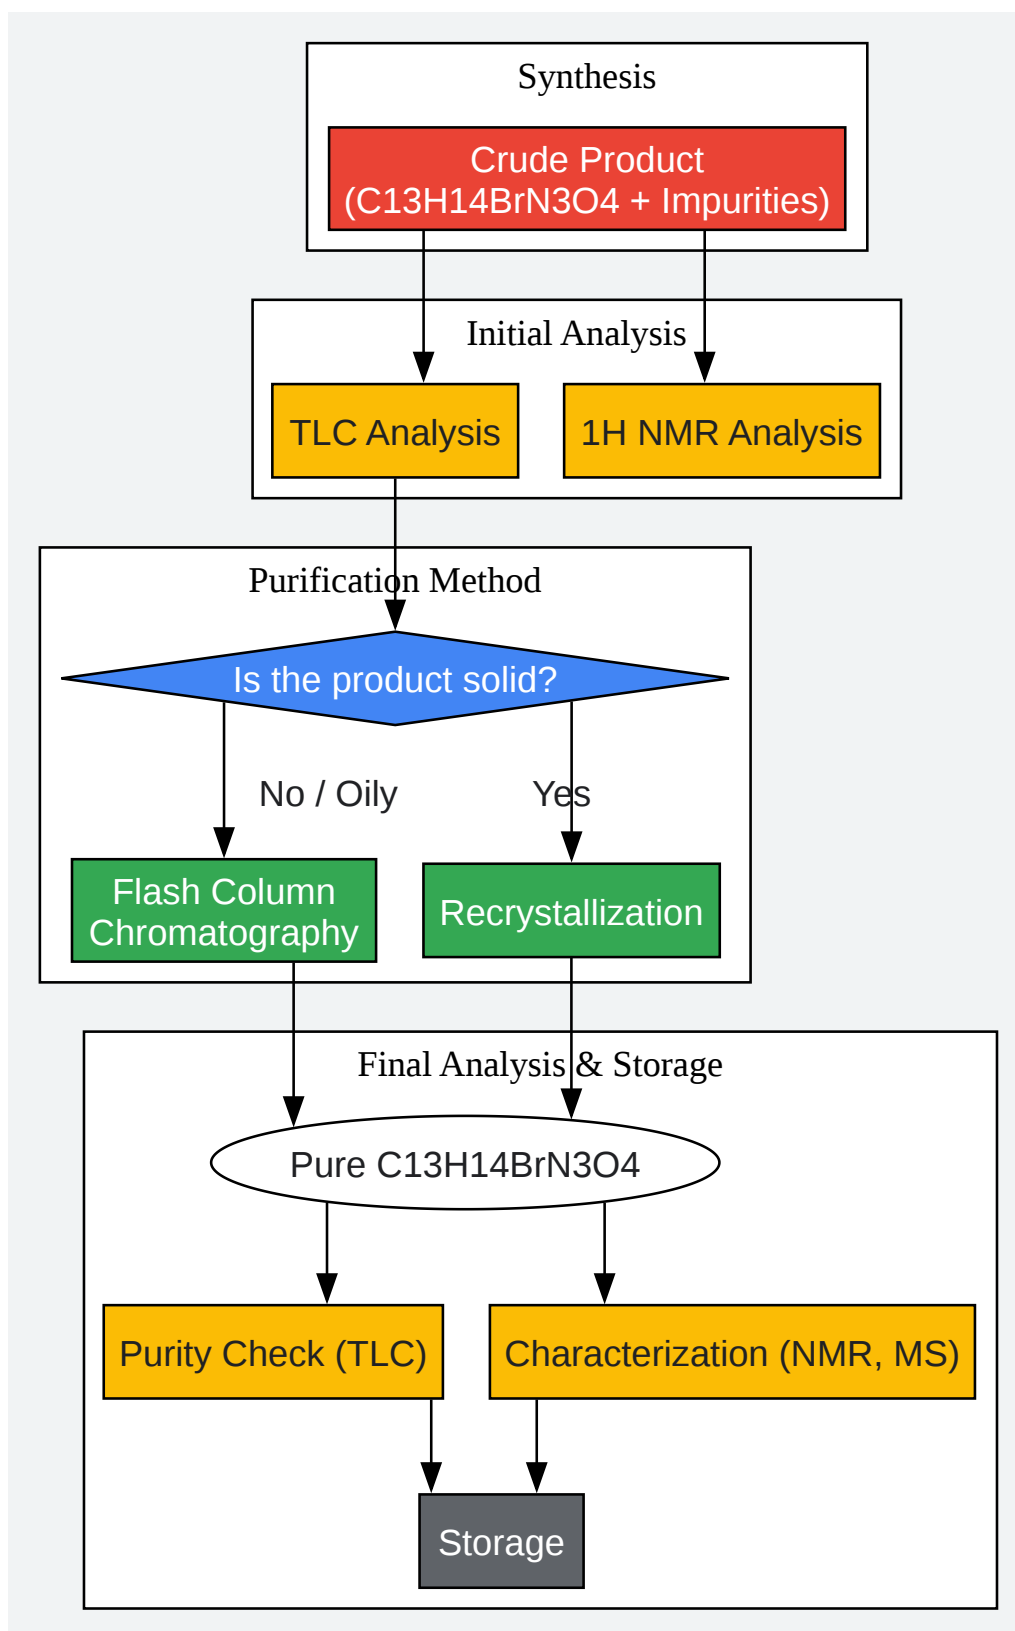 Synthesis
Crude Product
(C13H14BrN3O4 + Impurities)
Initial Analysis
TLC Analysis
1H NMR Analysis
Purification Method
Is the product solid?
No / Oily
Yes
Flash Column
Chromatography
Recrystallization
Final Analysis & Storage
Pure C13H14BrN3O4
Purity Check (TLC)
Characterization (NMR, MS)
Storage